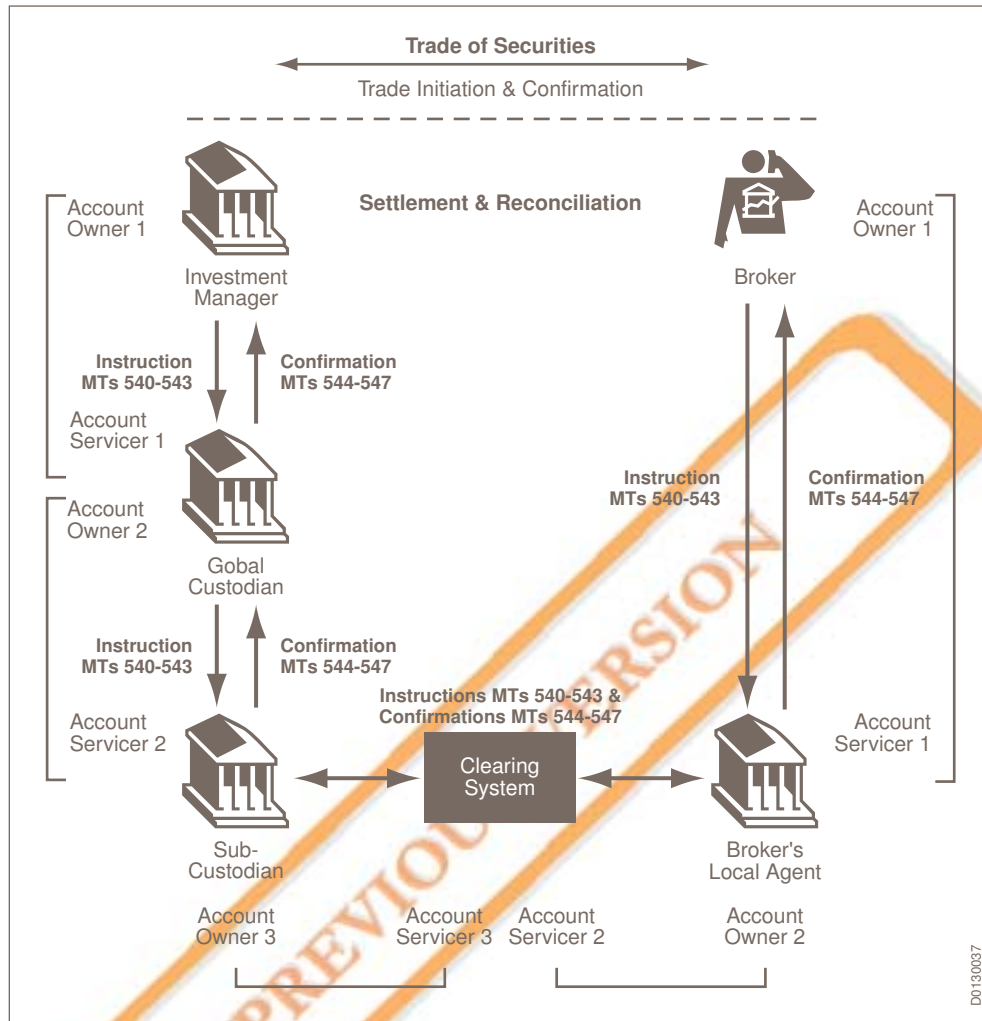 Trade of Securities
Trade Initiation & Confirmation
Account
Owner 1
Settlement & Reconciliation
Account
Owner 1
Investment
Manager
Broker
Instruction
MTs 540-543
Confirmation
MTs 544-547
Account
Servicer 1
Instruction
MTs 540-543
Confirmation
MTs 544-547
Account
Owner 2
Gobal
Custodian
Instruction
MTs 540-543
Confirmation
MTs 544-547
Instructions MTs 540-543 &
Confirmations MTs 544-547
Account
Servicer 2
Account
Servicer 1
Clearing
System
Sub-
Custodian
Broker's
Local Agent
Account
Owner 3
Account
Servicer 3
Account
Servicer 2
Account
Owner 2
PREVIOUS VERSION
D0130037